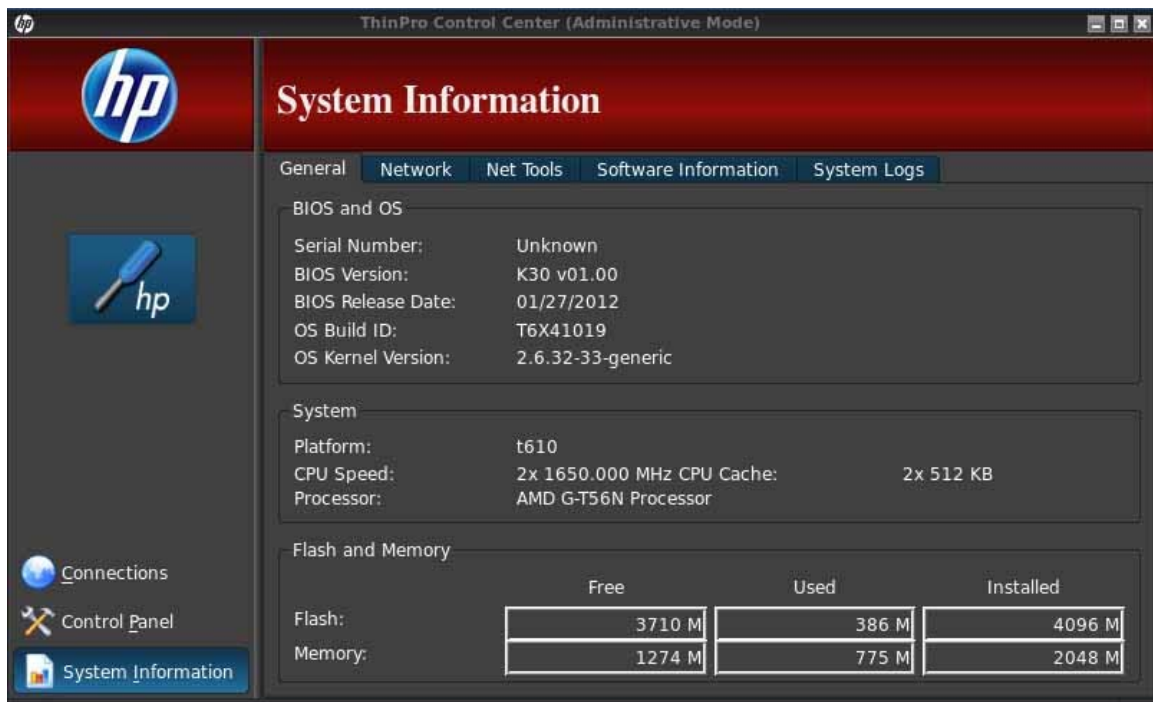 ThinPro Control Center (Administrative Mode)
hp
hp
System Information
General Network Net Tools Software Information System Logs
BIOS and OS
Serial Number: Unknown
BIOS Version: K30 v01.00
BIOS Release Date: 01/27/2012
OS Build ID: T6X41019
OS Kernel Version: 2.6.32-33-generic
hp
System
Platform: t610
CPU Speed: 2x 1650.000 MHz CPU Cache: 2x 512 KB
Processor: AMD G-T56N Processor
Flash and Memory
Free Used Installed
Flash: 3710 M 386 M 4096 M
Memory: 1274 M 775 M 2048 M
Connections
Control Panel
System Information